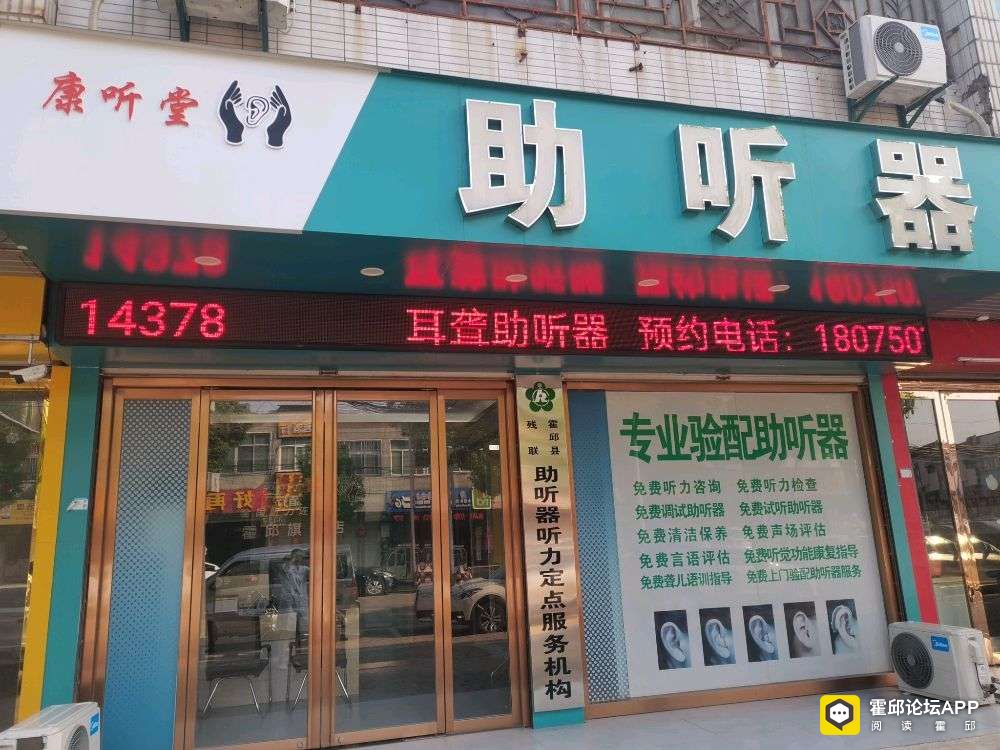 康听堂
助听器
14378 耳聋助听器 预约电话：180750
残联 霍邱县
助听器听力定点服务机构
专业验配助听器
免费听力咨询 免费听力检查
免费调试助听器 免费试听助听器
免费清洁保养 免费声场评估
免费言语评估 免费听觉功能康复指导
免费聋儿语训指导 免费上门验配助听器服务
霍邱旗
Midea
霍邱论坛APP
阅读霍邱